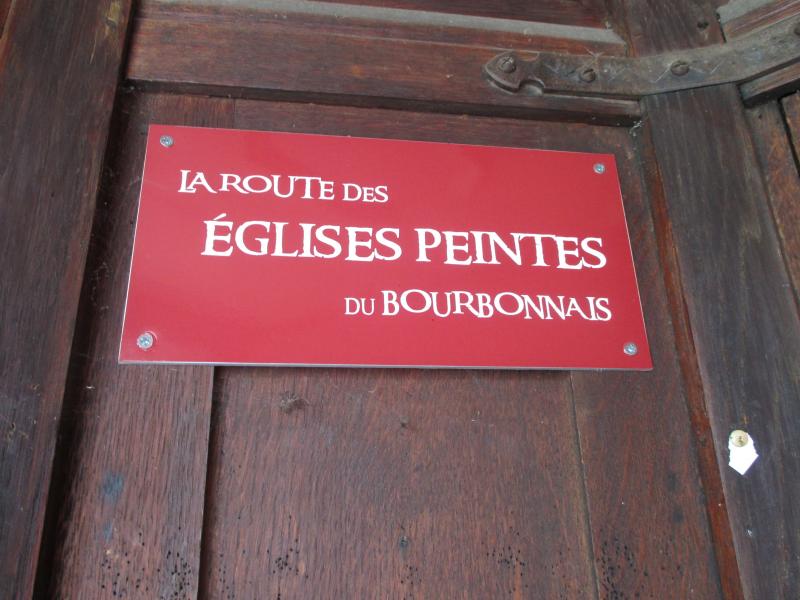 LA ROUTE DES
ÉGLISES PEINTES
DU BOURBONNAIS